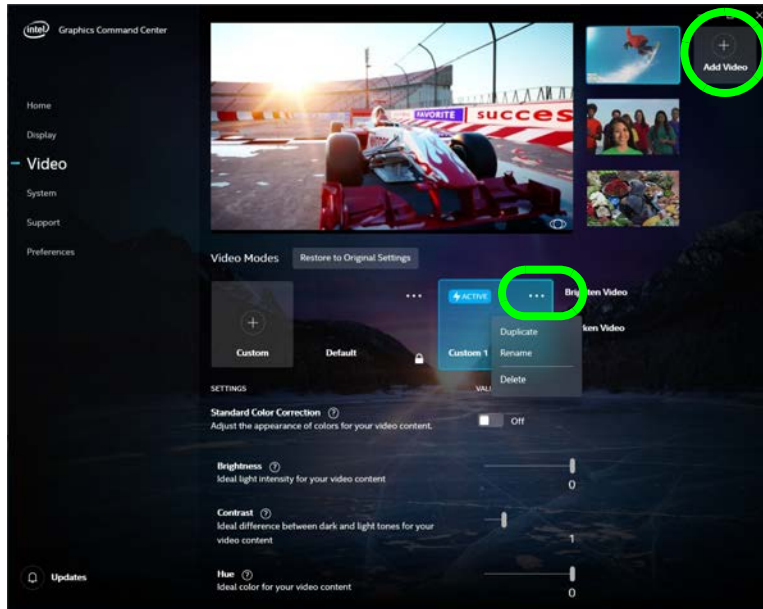 intel Graphics Command Center
Add Video
Home
Display
Video
System
Support
Preferences
FAVORITE
succes
Video Modes
Restore to Original Settings
ACTIVE
Brighten Video
Duplicate
Rename
Delete
Custom
Default
Custom 1
SETTINGS
Standard Color Correction
Adjust the appearance of colors for your video content.
Off
Brightness
Ideal light intensity for your video content
0
Contrast
Ideal difference between dark and light tones for your
video content
1
Hue
Ideal color for your video content
0
Updates